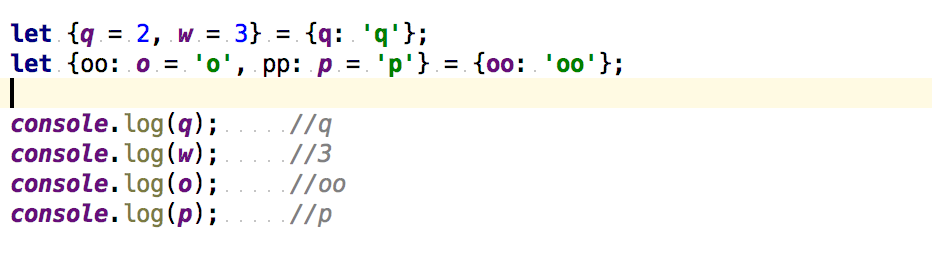 let {q = 2, w = 3} = {q: 'q'};
let {oo: o = 'o', pp: p = 'p'} = {oo: 'oo'};
console.log(q);     //q
console.log(w);     //3
console.log(o);     //oo
console.log(p);     //p